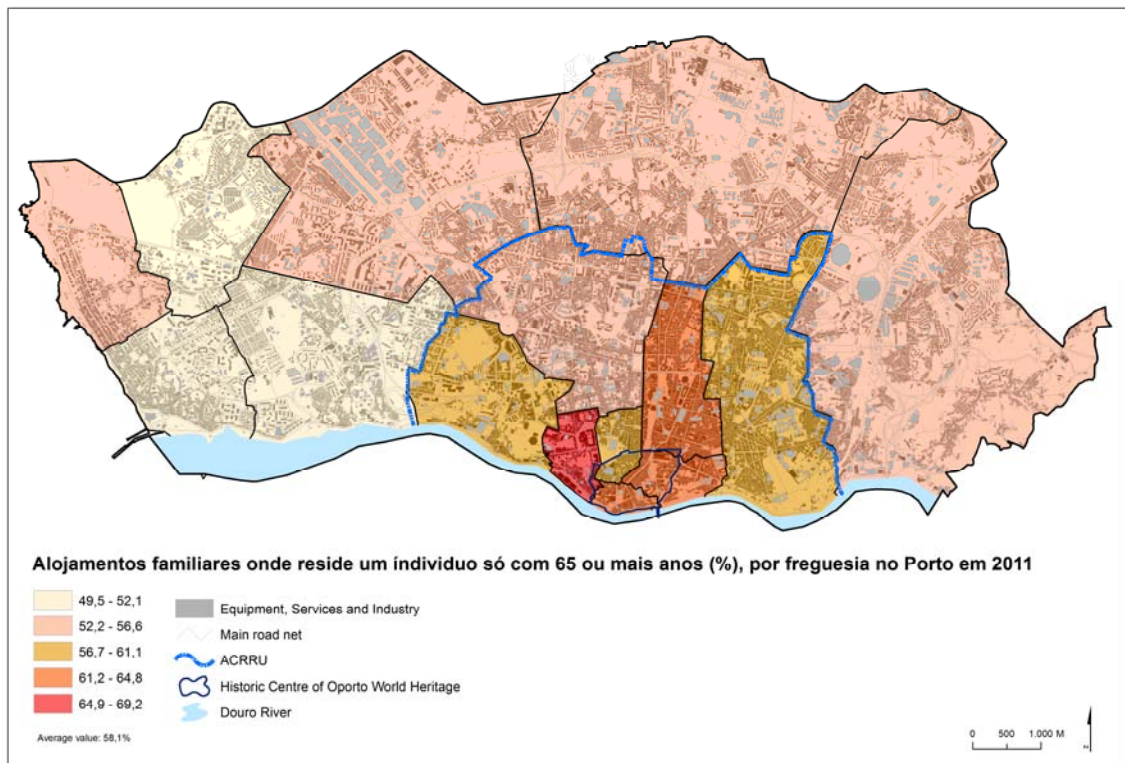 Alojamentos familiares onde reside um índividuo só com 65 ou mais anos (%), por freguesia no Porto em 2011
49,5 - 52,1
52,2 - 56,6
56,7 - 61,1
61,2 - 64,8
64,9 - 69,2
Average value: 58,1%
Equipment, Services and Industry
Main road net
ACRRU
Historic Centre of Oporto World Heritage
Douro River
0 500 1.000 M
N